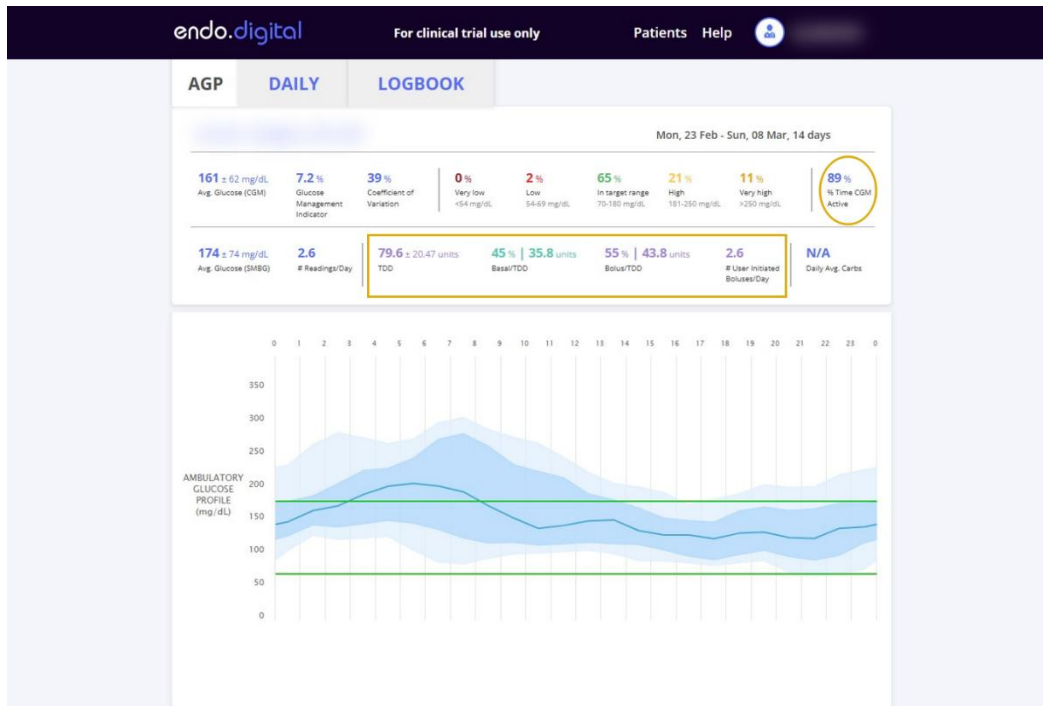 endo.digital
For clinical trial use only
Patients Help
AGP DAILY LOGBOOK
Mon, 23 Feb - Sun, 08 Mar, 14 days
161 ± 62 mg/dL
Avg. Glucose (CGM)
7.2 %
Glucose
Management
Indicator
39 %
Coefficient of
Variation
0 %
Very low
<54 mg/dL
2 %
Low
54-69 mg/dL
65 %
In target range
70-180 mg/dL
21 %
High
181-250 mg/dL
11 %
Very high
>250 mg/dL
89 %
% Time CGM
Active
174 ± 74 mg/dL
Avg. Glucose (SMBG)
2.6
# Readings/Day
79.6 ± 20.47 units
TDD
45 % | 35.8 units
Basal/TDD
55 % | 43.8 units
Bolus/TDD
2.6
# User Initiated
Boluses/Day
N/A
Daily Avg. Carbs
0 1 2 3 4 5 6 7 8 9 10 11 12 13 14 15 16 17 18 19 20 21 22 23 0
350
300
250
200
150
100
50
0
AMBULATORY
GLUCOSE
PROFILE
(mg/dL)